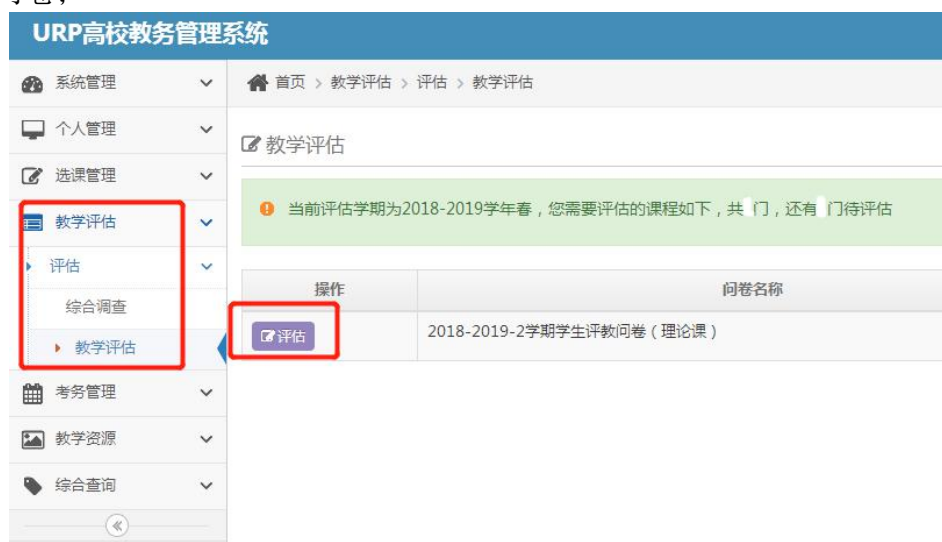 URP高校教务管理系统
系统管理
个人管理
选课管理
教学评估
评估
综合调查
教学评估
考务管理
教学资源
综合查询
首页 > 教学评估 > 评估 > 教学评估
教学评估
当前评估学期为2018-2019学年春，您需要评估的课程如下，共 门，还有 门待评估
操作 问卷名称
评估 2018-2019-2学期学生评教问卷（理论课）